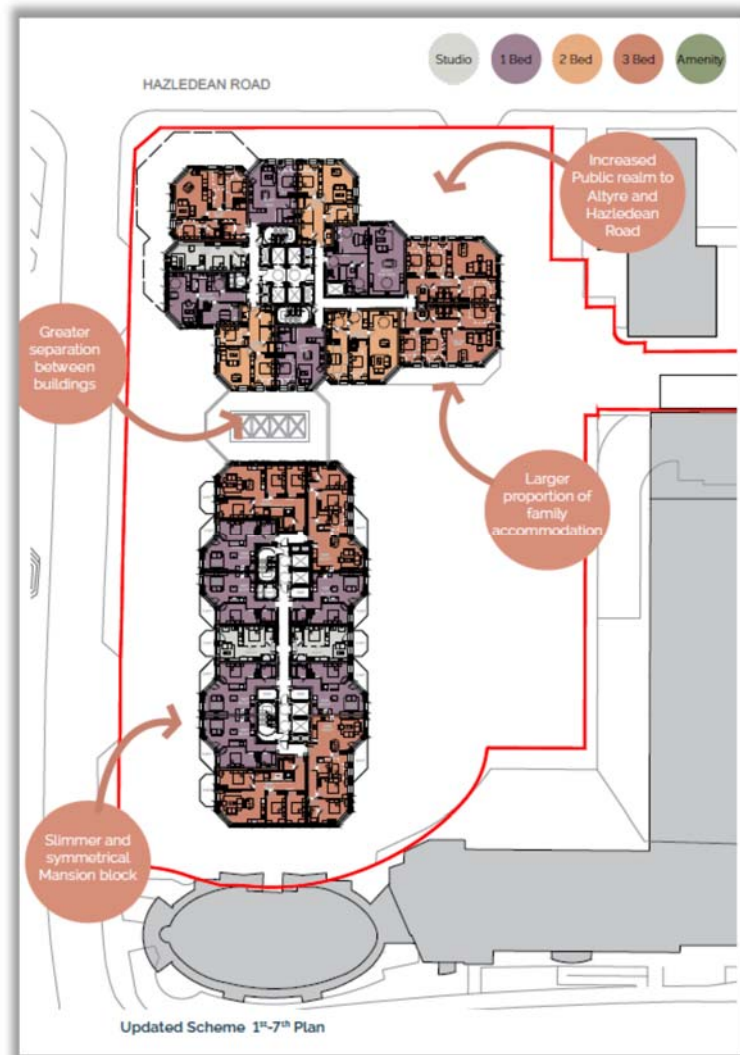 Studio
1 Bed
2 Bed
3 Bed
Amenity
HAZLEDEAN ROAD
Increased
Public realm to
Altyre and
Hazledean
Road
Greater
separation
between
buildings
Larger
proportion of
family
accommodation
Slimmer and
symmetrical
Mansion block
Updated Scheme 1st-7th Plan